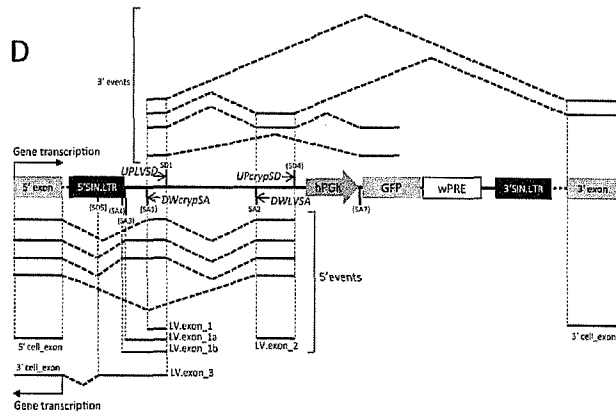 D
3' events
Gene transcription
UPLVSD
SD1
UPcrypSD
(SD4)
5' exon
5'SIN.LTR
hPGK
GFP
wPRE
3'SIN.LTR
3' exon
(SD5)
(SA6)
(SA3)
(SA1)
DWcrypSA
SA2
DWLVSA
(SA7)
5'events
LV.exon_1
5' cell_exon
LV.exon_1a
LV.exon_2
3' cell_exon
LV.exon_1b
3' cell_exon
LV.exon_3
Gene transcription